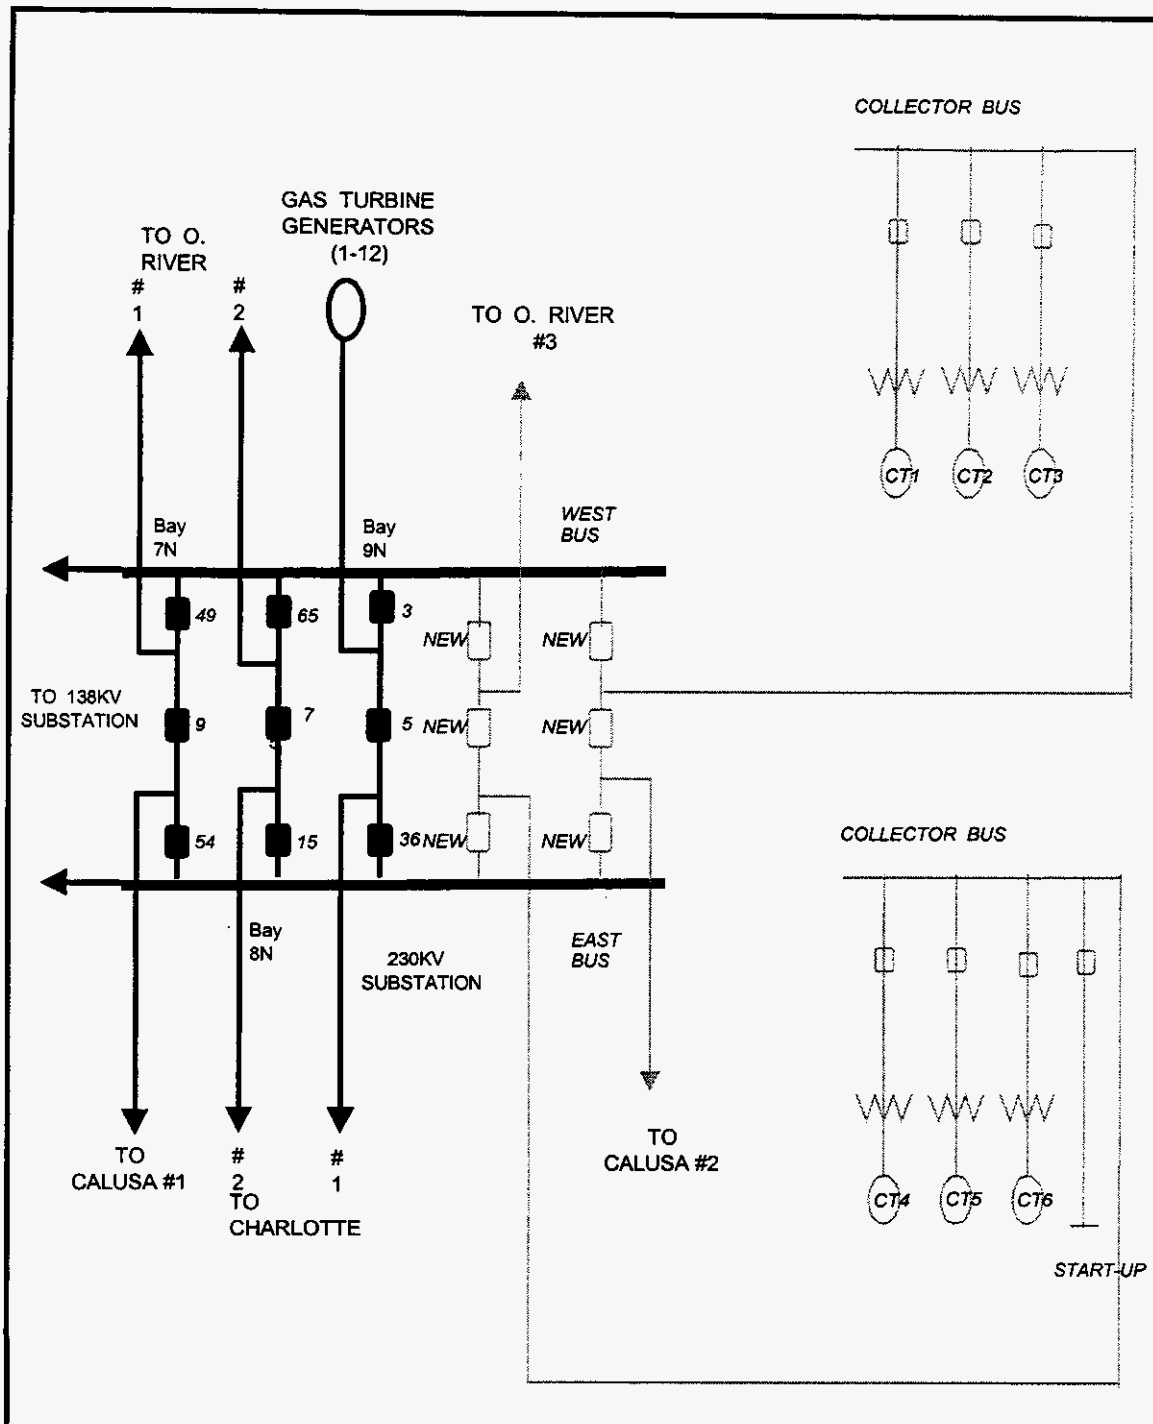 COLLECTOR BUS
GAS TURBINE
GENERATORS
(1-12)
TO O.
RIVER
#
1
#
2
TO O. RIVER
#3
CT1
CT2
CT3
Bay
7N
Bay
9N
WEST
BUS
49
65
3
NEW
NEW
TO 138KV
SUBSTATION
9
7
5
NEW
NEW
54
15
36
NEW
NEW
COLLECTOR BUS
Bay
8N
230KV
SUBSTATION
EAST
BUS
TO
CALUSA #1
#
2
#
1
TO
CHARLOTTE
TO
CALUSA #2
CT4
CT5
CT6
START-UP